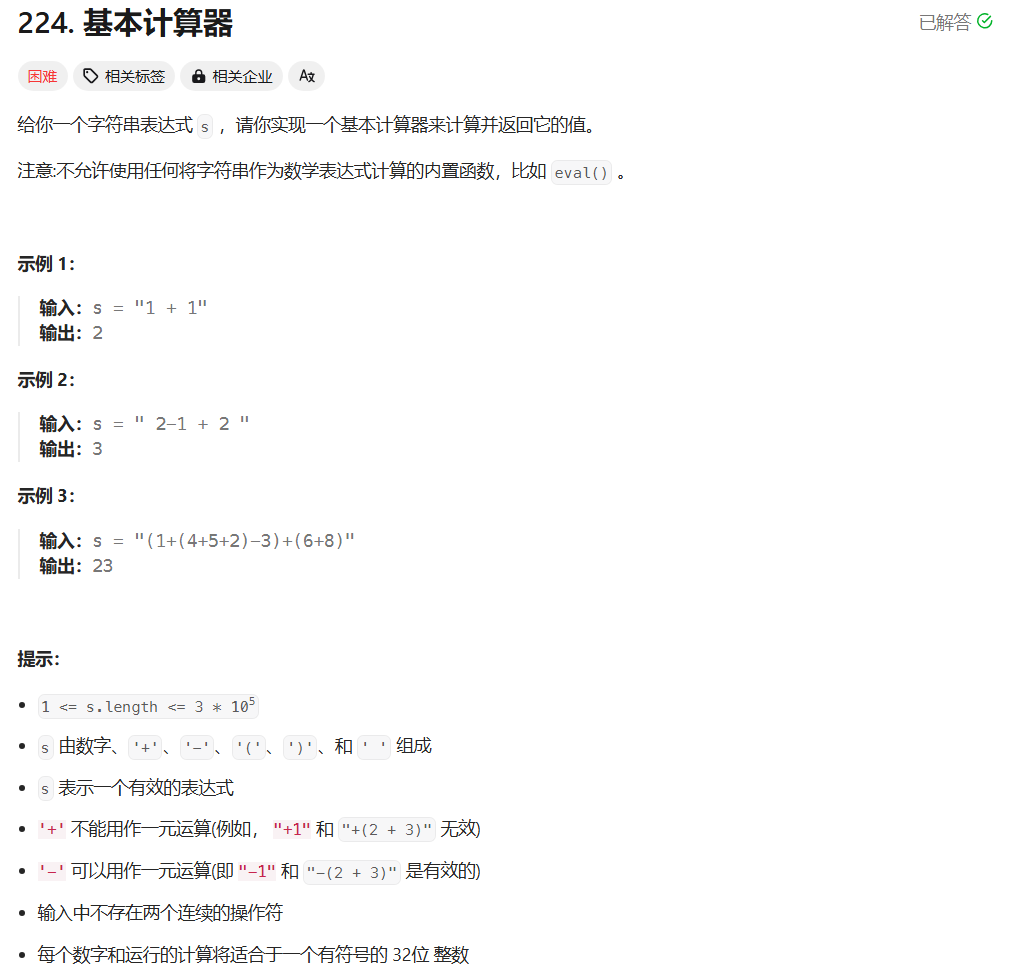 224. 基本计算器
已解答
困难
相关标签
相关企业
给你一个字符串表达式 s ，请你实现一个基本计算器来计算并返回它的值。
注意:不允许使用任何将字符串作为数学表达式计算的内置函数，比如 eval() 。
示例 1：
输入：s = "1 + 1"
输出：2
示例 2：
输入：s = " 2-1 + 2 "
输出：3
示例 3：
输入：s = "(1+(4+5+2)-3)+(6+8)"
输出：23
提示：
• 1 <= s.length <= 3 * 10⁵
• s 由数字、'+'、'-'、'('、')'、和 ' ' 组成
• s 表示一个有效的表达式
• '+' 不能用作一元运算(例如， "+1" 和 "+(2 + 3)" 无效)
• '-' 可以用作一元运算(即 "-1" 和 "-(2 + 3)" 是有效的)
• 输入中不存在两个连续的操作符
• 每个数字和运行的计算将适合于一个有符号的 32位 整数